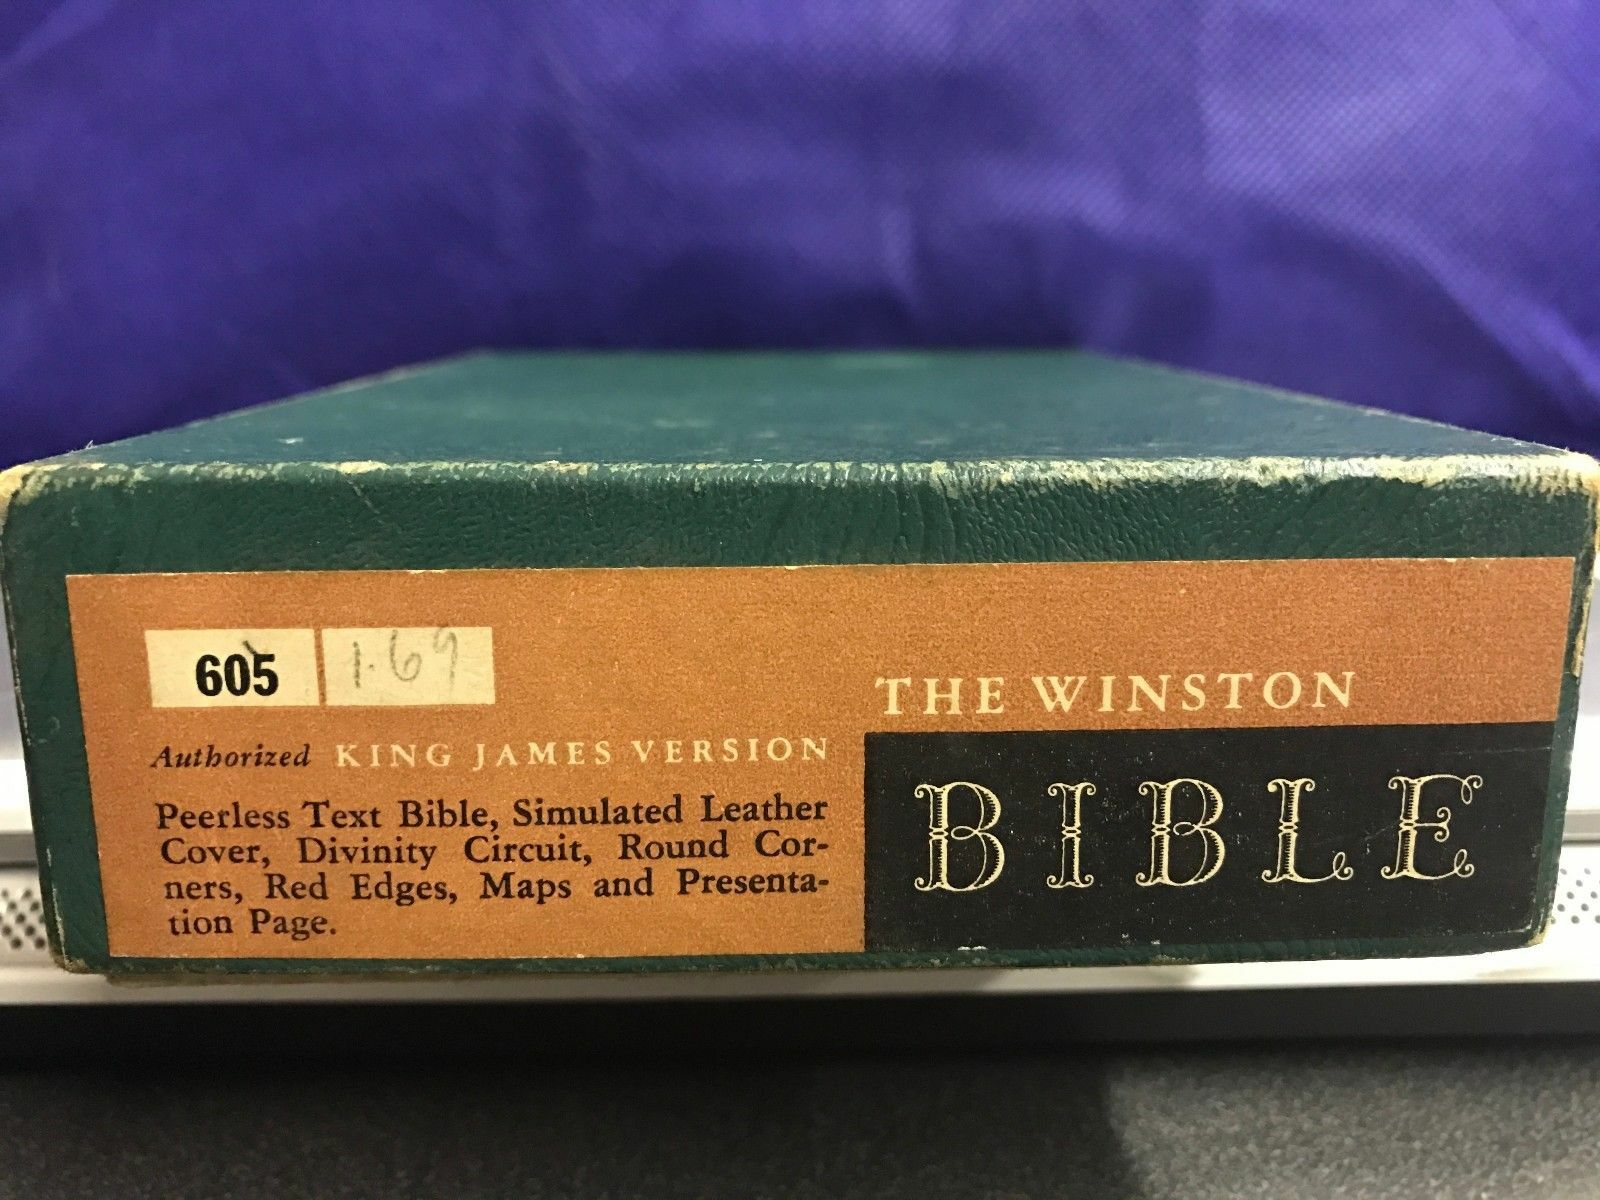 605 1.69
Authorized KING JAMES VERSION
Peerless Text Bible, Simulated Leather
Cover, Divinity Circuit, Round Cor-
ners, Red Edges, Maps and Presenta-
tion Page.
THE WINSTON
BIBLE